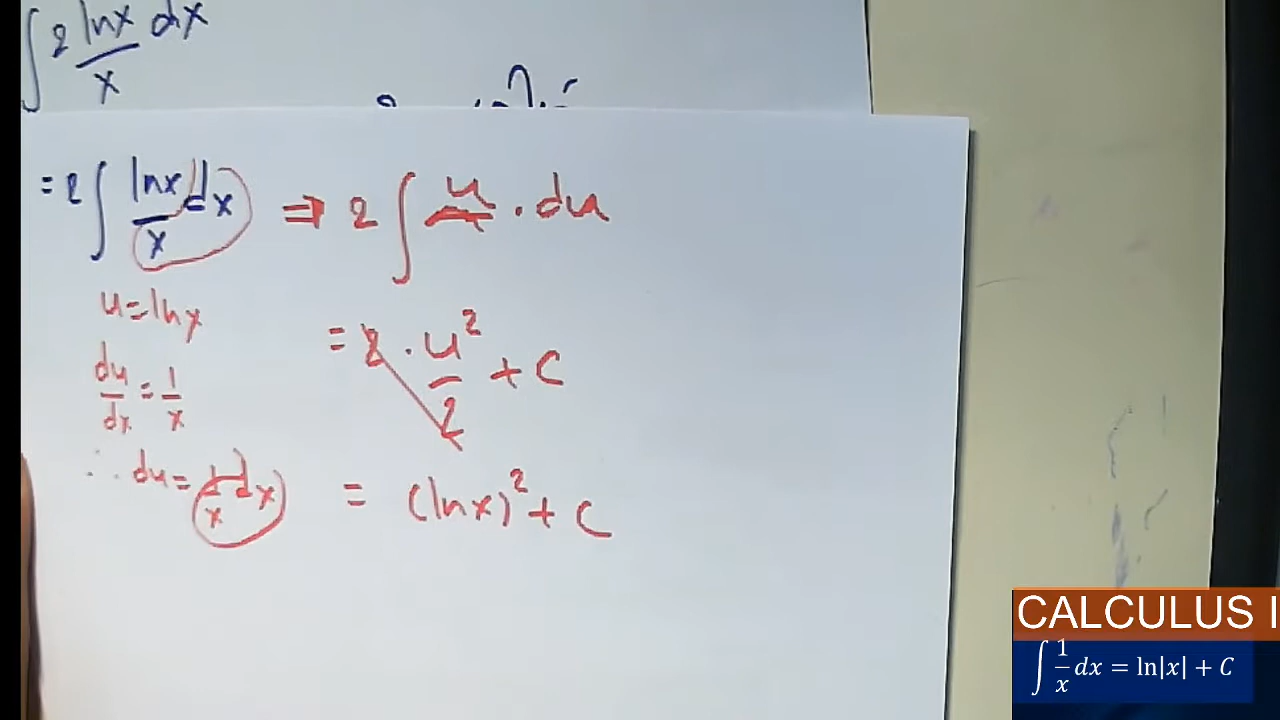 ∫ 2 lnx/x dx
= 2 ∫ lnx/x dx ⇒ 2 ∫ u · du
u = lnx
du/dx = 1/x
∴ du = 1/x dx
= 2 · u²/2 + C
= (lnx)² + C
CALCULUS I
∫ 1/x dx = ln|x| + C